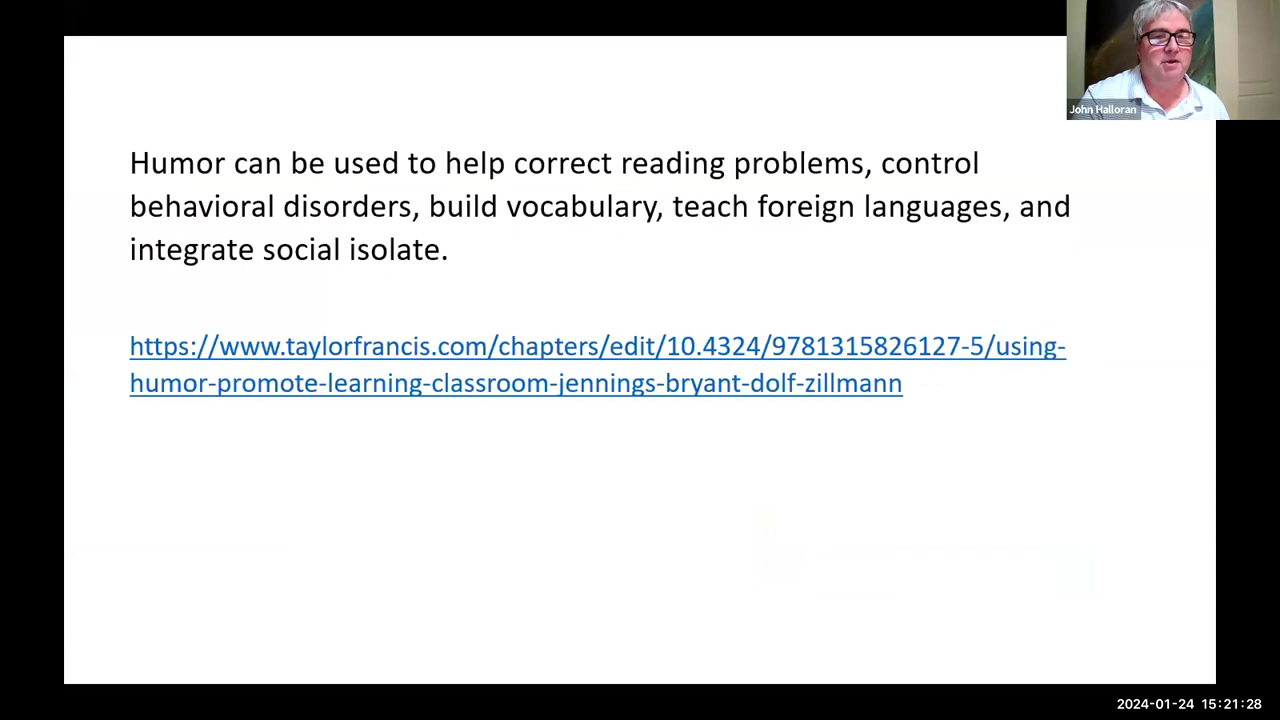 John Halloran
Humor can be used to help correct reading problems, control
behavioral disorders, build vocabulary, teach foreign languages, and
integrate social isolate.
https://www.taylorfrancis.com/chapters/edit/10.4324/9781315826127-5/using-
humor-promote-learning-classroom-jennings-bryant-dolf-zillmann
2024-01-24 15:21:28